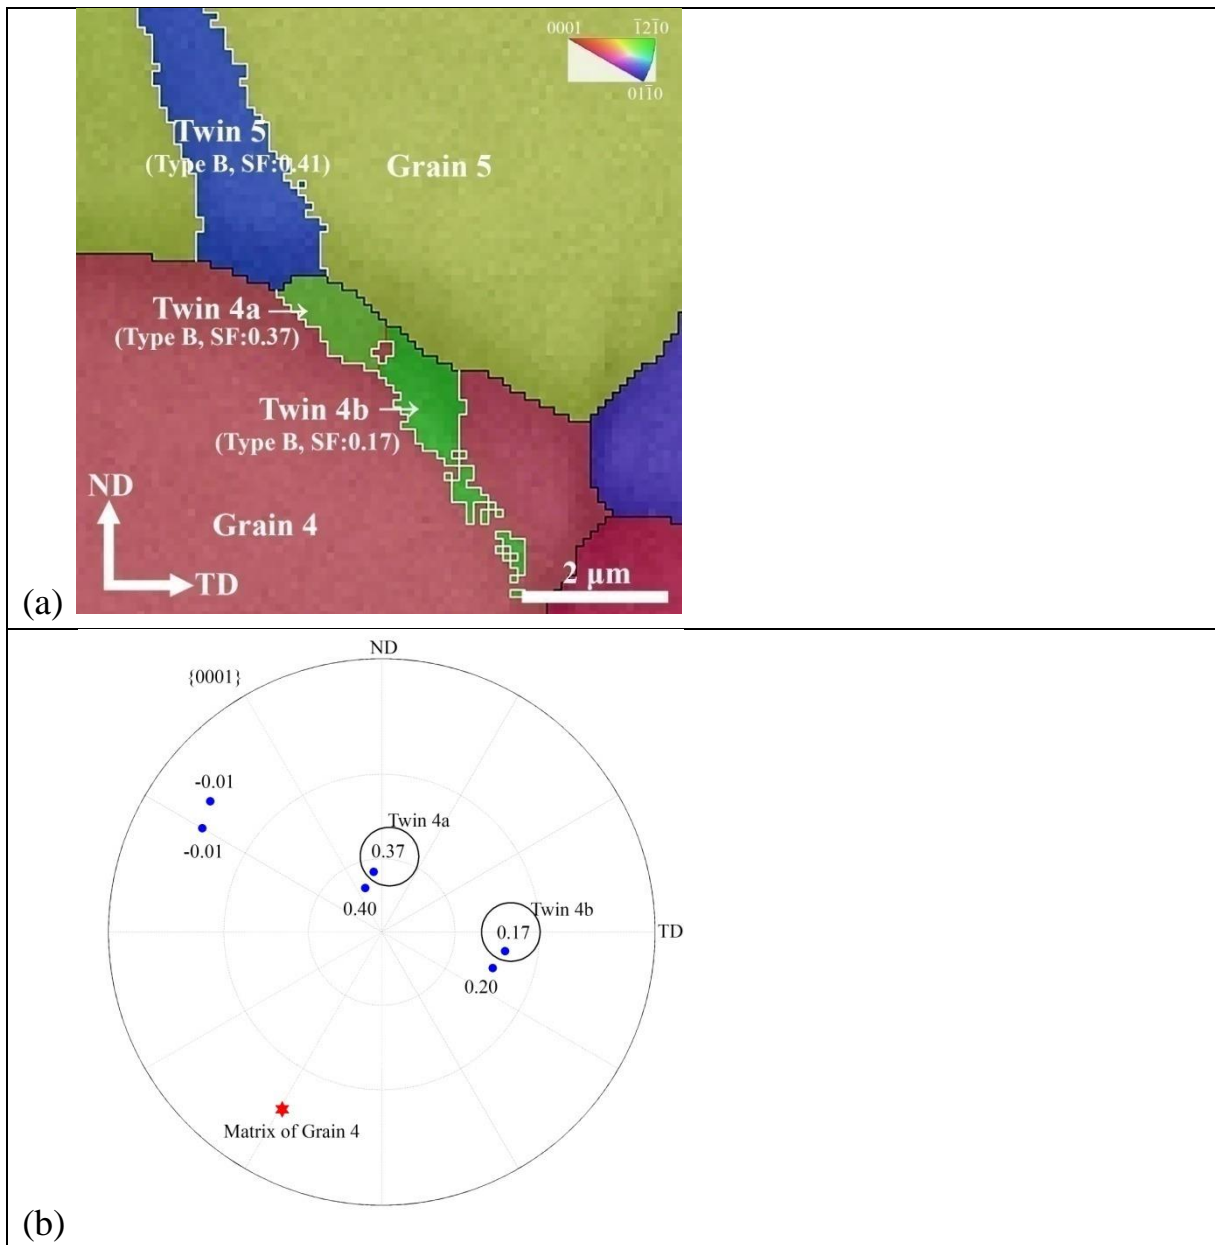 0001 1̅21̅0
011̅0
Twin 5
(Type B, SF:0.41)
Grain 5
Twin 4a
(Type B, SF:0.37)
Twin 4b
(Type B, SF:0.17)
ND
Grain 4
TD
2 μm
(a)
ND
{0001}
-0.01
-0.01
Twin 4a
0.37
0.40
Twin 4b
0.17
TD
0.20
Matrix of Grain 4
(b)